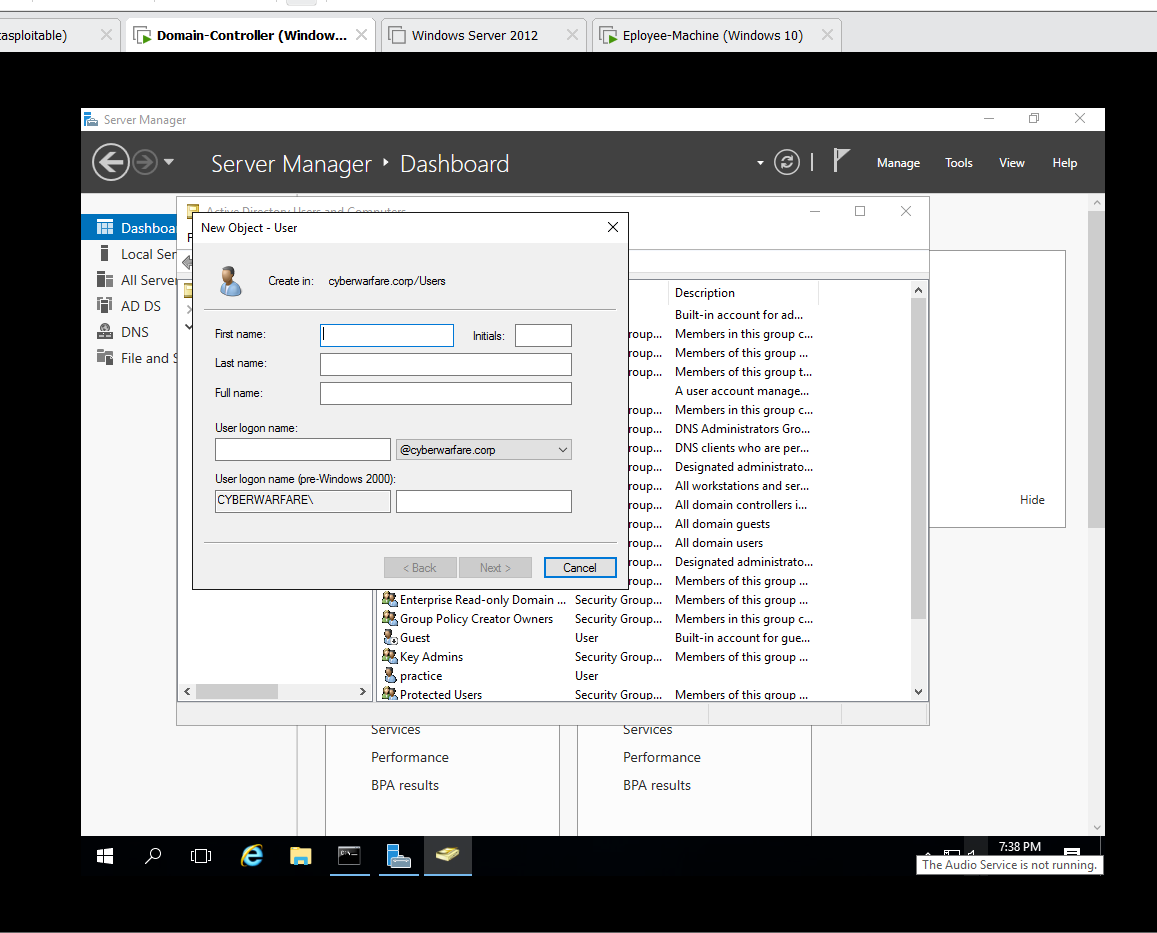 asploitable)
Domain-Controller (Window...
Windows Server 2012
Eployee-Machine (Windows 10)
Server Manager
Server Manager
Dashboard
Manage
Tools
View
Help
Dashboa
Local Ser
All Server
AD DS
DNS
File and S
Active Directory Users and Computers
New Object - User
Create in:
cyberwarfare.corp/Users
First name:
Initials:
Last name:
Full name:
User logon name:
@cyberwarfare.corp
User logon name (pre-Windows 2000):
CYBERWARFARE\
< Back
Next >
Cancel
Description
Built-in account for ad...
roup... Members in this group c...
roup... Members of this group ...
roup... Members of this group t...
A user account manage...
roup... Members in this group c...
roup... DNS Administrators Gro...
roup... DNS clients who are per...
roup... Designated administrato...
roup... All workstations and ser...
roup... All domain controllers i...
roup... All domain guests
roup... All domain users
roup... Designated administrato...
roup... Members of this group ...
Enterprise Read-only Domain ... Security Group... Members of this group ...
Group Policy Creator Owners Security Group... Members in this group c...
Guest User Built-in account for gue...
Key Admins Security Group... Members of this group ...
practice User
Protected Users Security Group... Members of this group ...
Hide
Services
Performance
BPA results
Services
Performance
BPA results
7:38 PM
The Audio Service is not running.